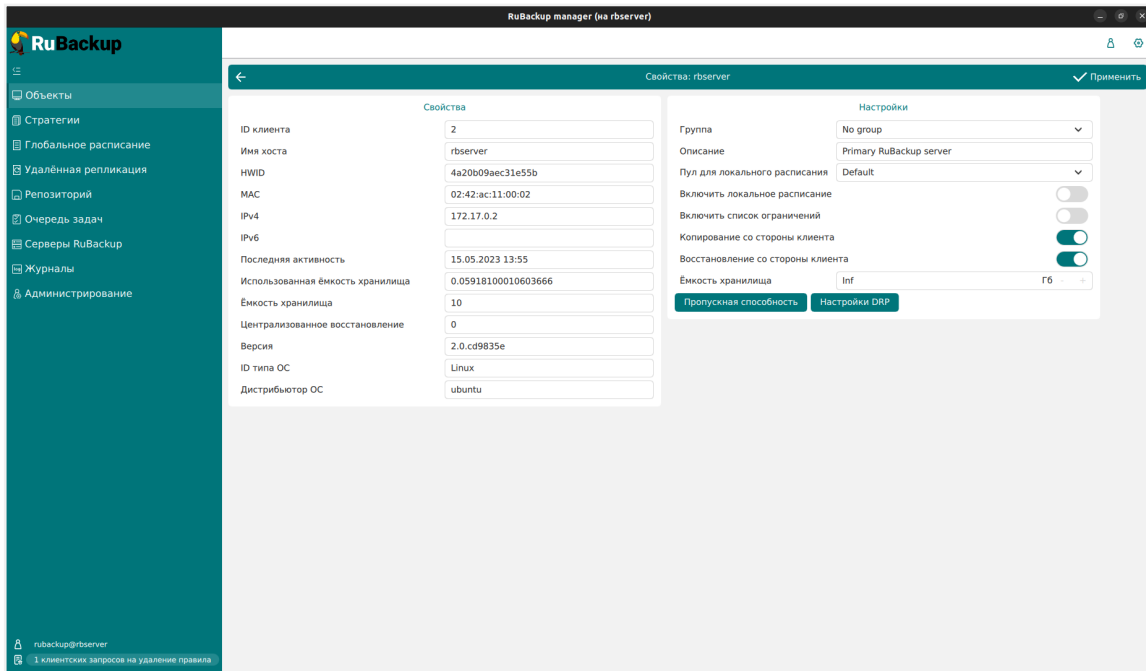 RuBackup manager (на rbserver)
RuBackup
Объекты
Стратегии
Глобальное расписание
Удалённая репликация
Репозиторий
Очередь задач
Серверы RuBackup
Журналы
Администрирование
rubackup@rbserver
1 клиентских запросов на удаление правила
Свойства: rbserver
Применить
Свойства
ID клиента 2
Имя хоста rbserver
HWID 4a20b09aec31e55b
MAC 02:42:ac:11:00:02
IPv4 172.17.0.2
IPv6
Последняя активность 15.05.2023 13:55
Использованная ёмкость хранилища 0.05918100010603666
Ёмкость хранилища 10
Централизованное восстановление 0
Версия 2.0.cd9835e
ID типа ОС Linux
Дистрибьютор ОС ubuntu
Настройки
Группа No group
Описание Primary RuBackup server
Пул для локального расписания Default
Включить локальное расписание
Включить список ограничений
Копирование со стороны клиента
Восстановление со стороны клиента
Ёмкость хранилища Inf Гб - +
Пропускная способность Настройки DRP